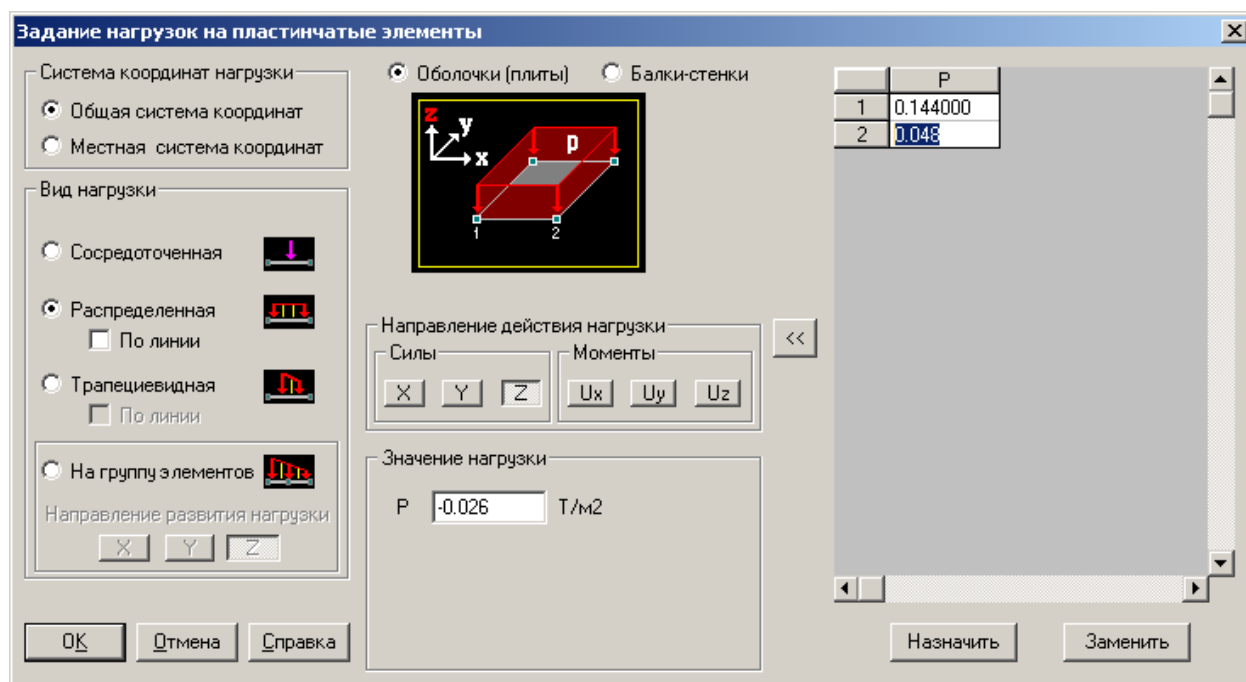 Задание нагрузок на пластинчатые элементы
Система координат нагрузки
Общая система координат
Местная система координат
Вид нагрузки
Сосредоточенная
Распределенная
По линии
Трапециевидная
По линии
На группу элементов
Направление развития нагрузки
X Y Z
OK Отмена Справка
Оболочки (плиты) Балки-стенки
z y x p
1 2
Направление действия нагрузки
Силы Моменты
X Y Z Ux Uy Uz
Значение нагрузки
P -0.026 Т/м2
<<
P
1 0.144000
2 0.048
Назначить Заменить